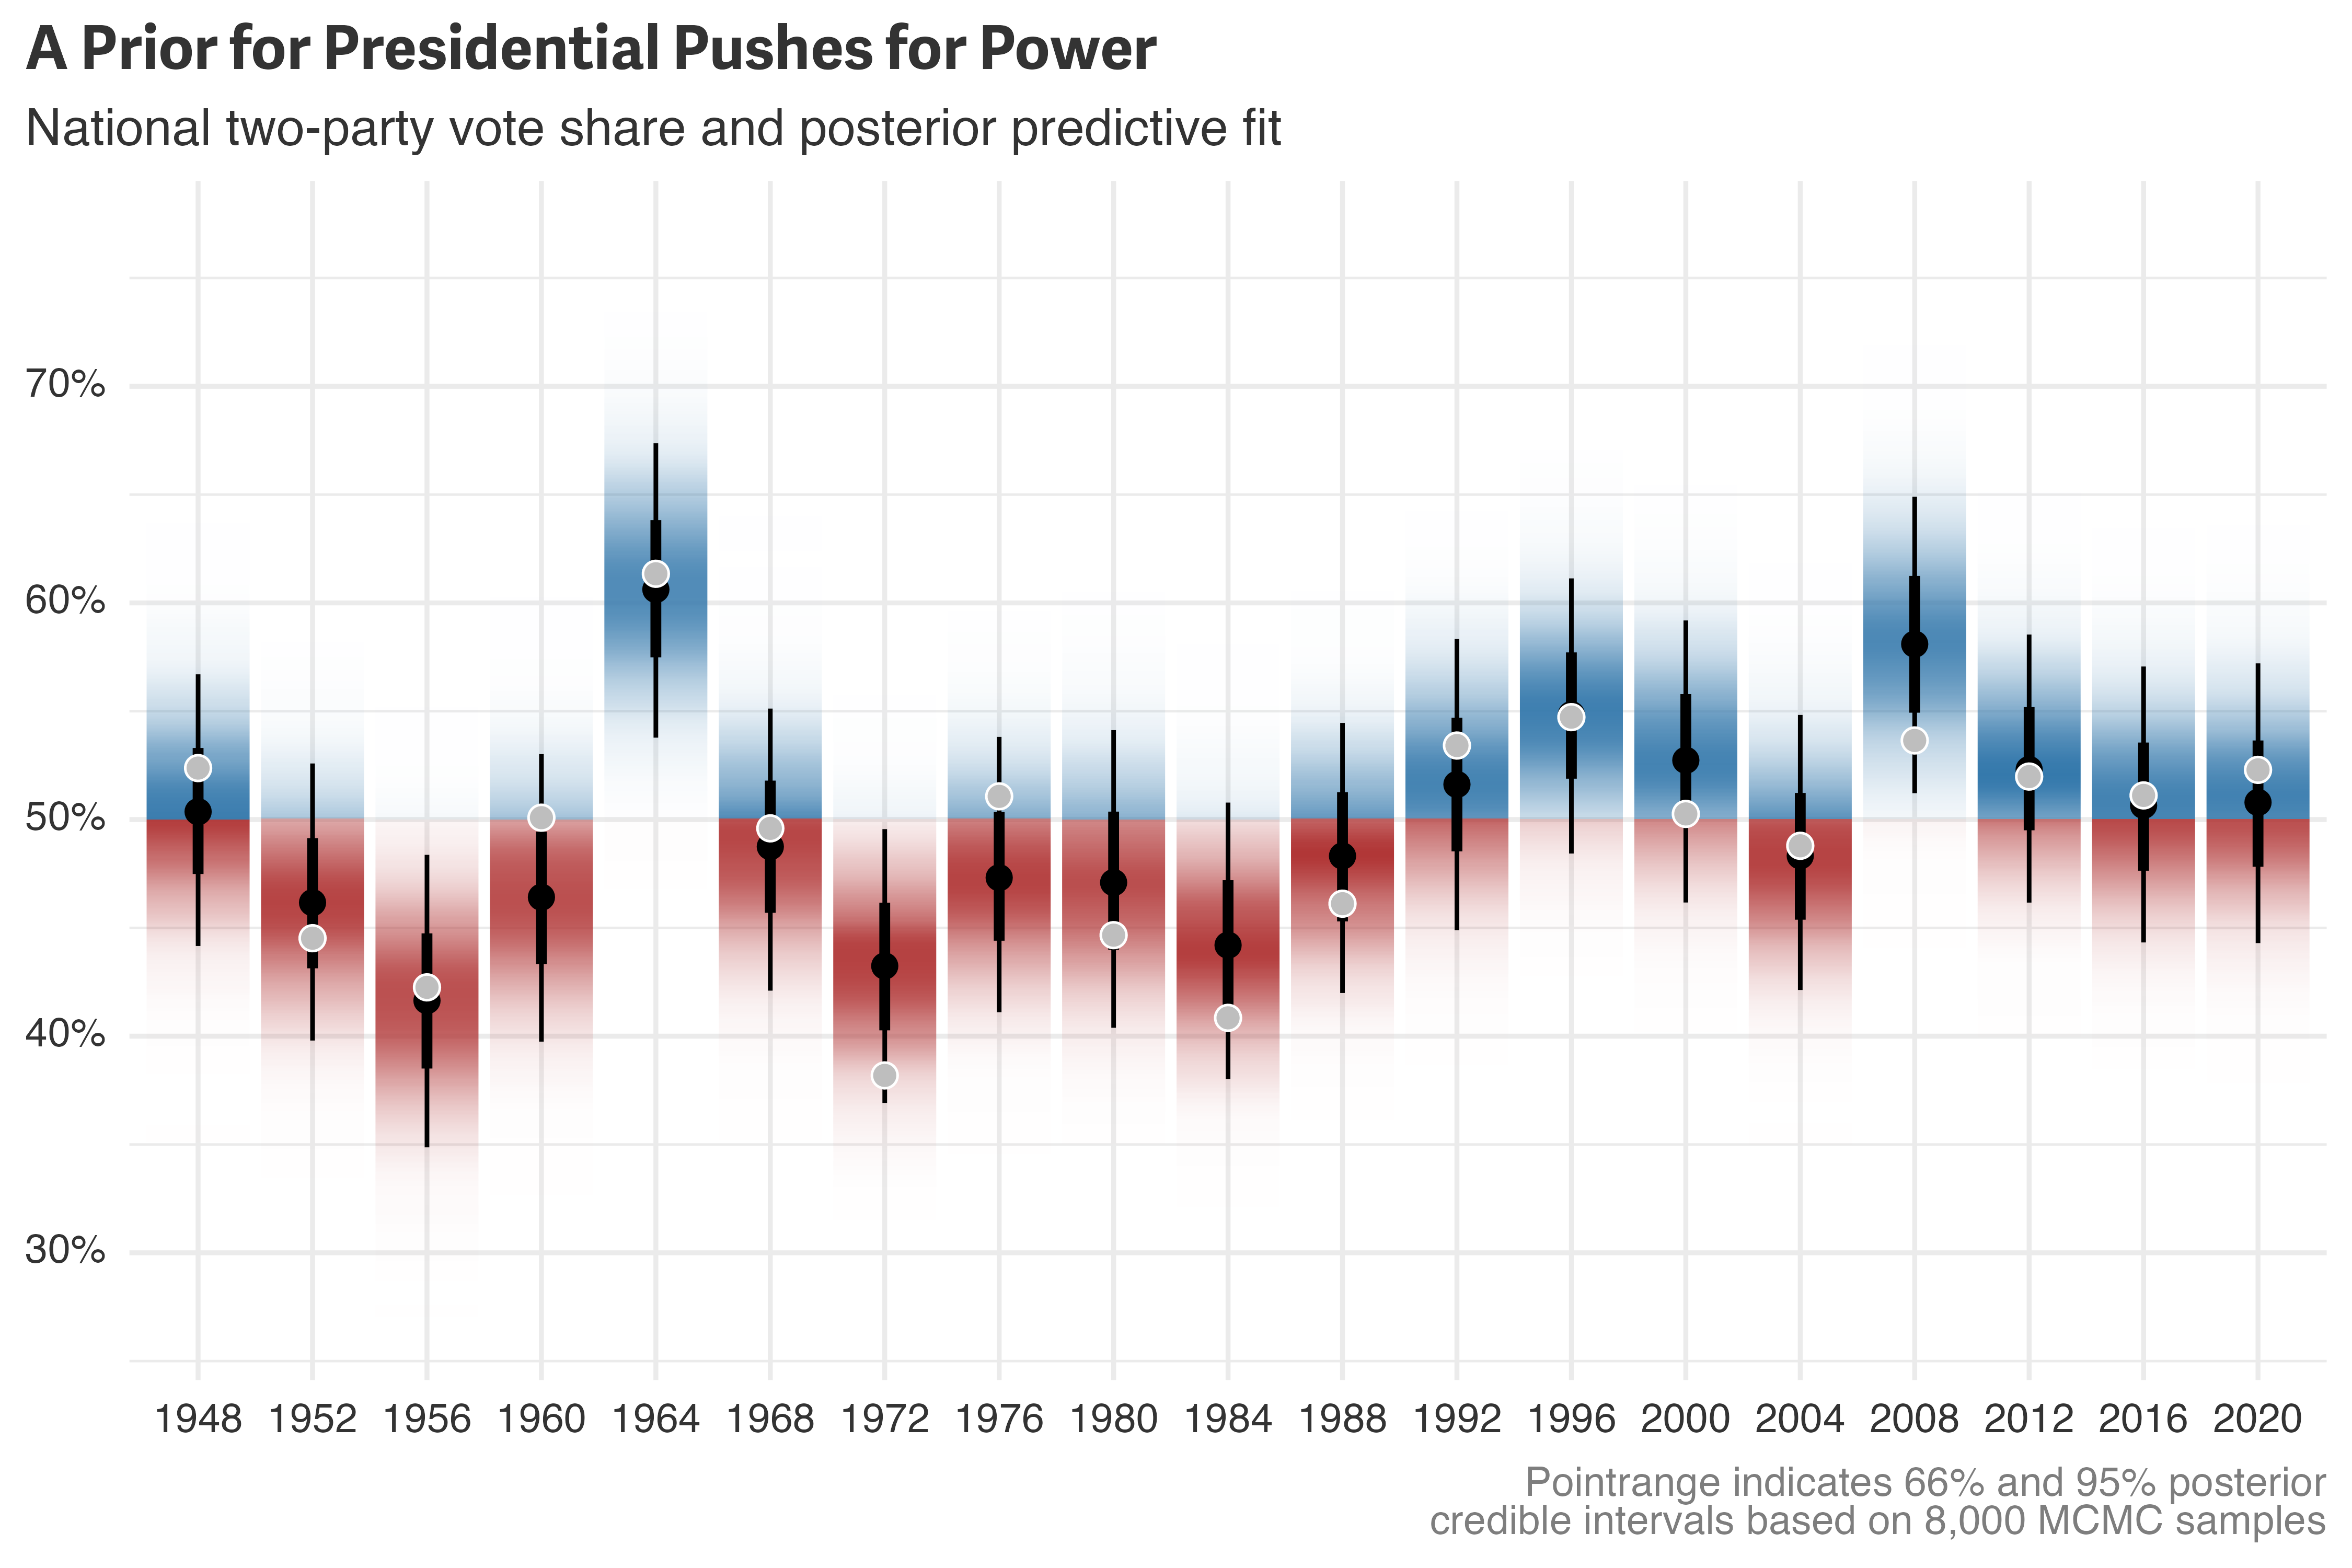 A Prior for Presidential Pushes for Power
National two-party vote share and posterior predictive fit
70%
60%
50%
40%
30%
1948 1952 1956 1960 1964 1968 1972 1976 1980 1984 1988 1992 1996 2000 2004 2008 2012 2016 2020
Pointrange indicates 66% and 95% posterior
credible intervals based on 8,000 MCMC samples